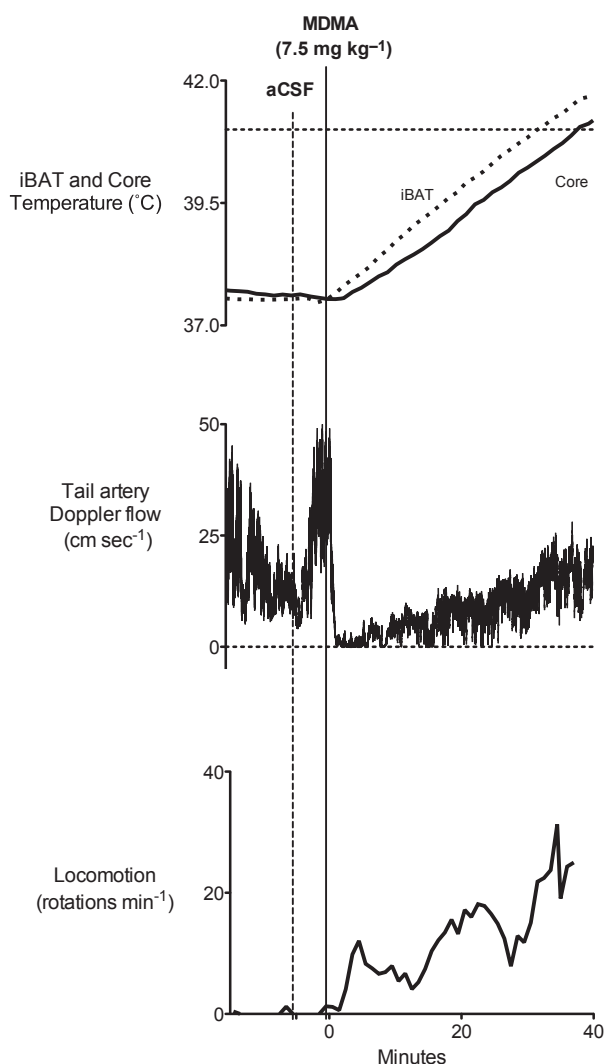 MDMA
(7.5 mg kg–1)
aCSF
42.0
iBAT and Core
Temperature (˚C)
39.5
iBAT
Core
37.0
50
Tail artery
Doppler flow
(cm sec-1)
25
0
40
Locomotion
(rotations min-1)
20
0
0
20
40
Minutes